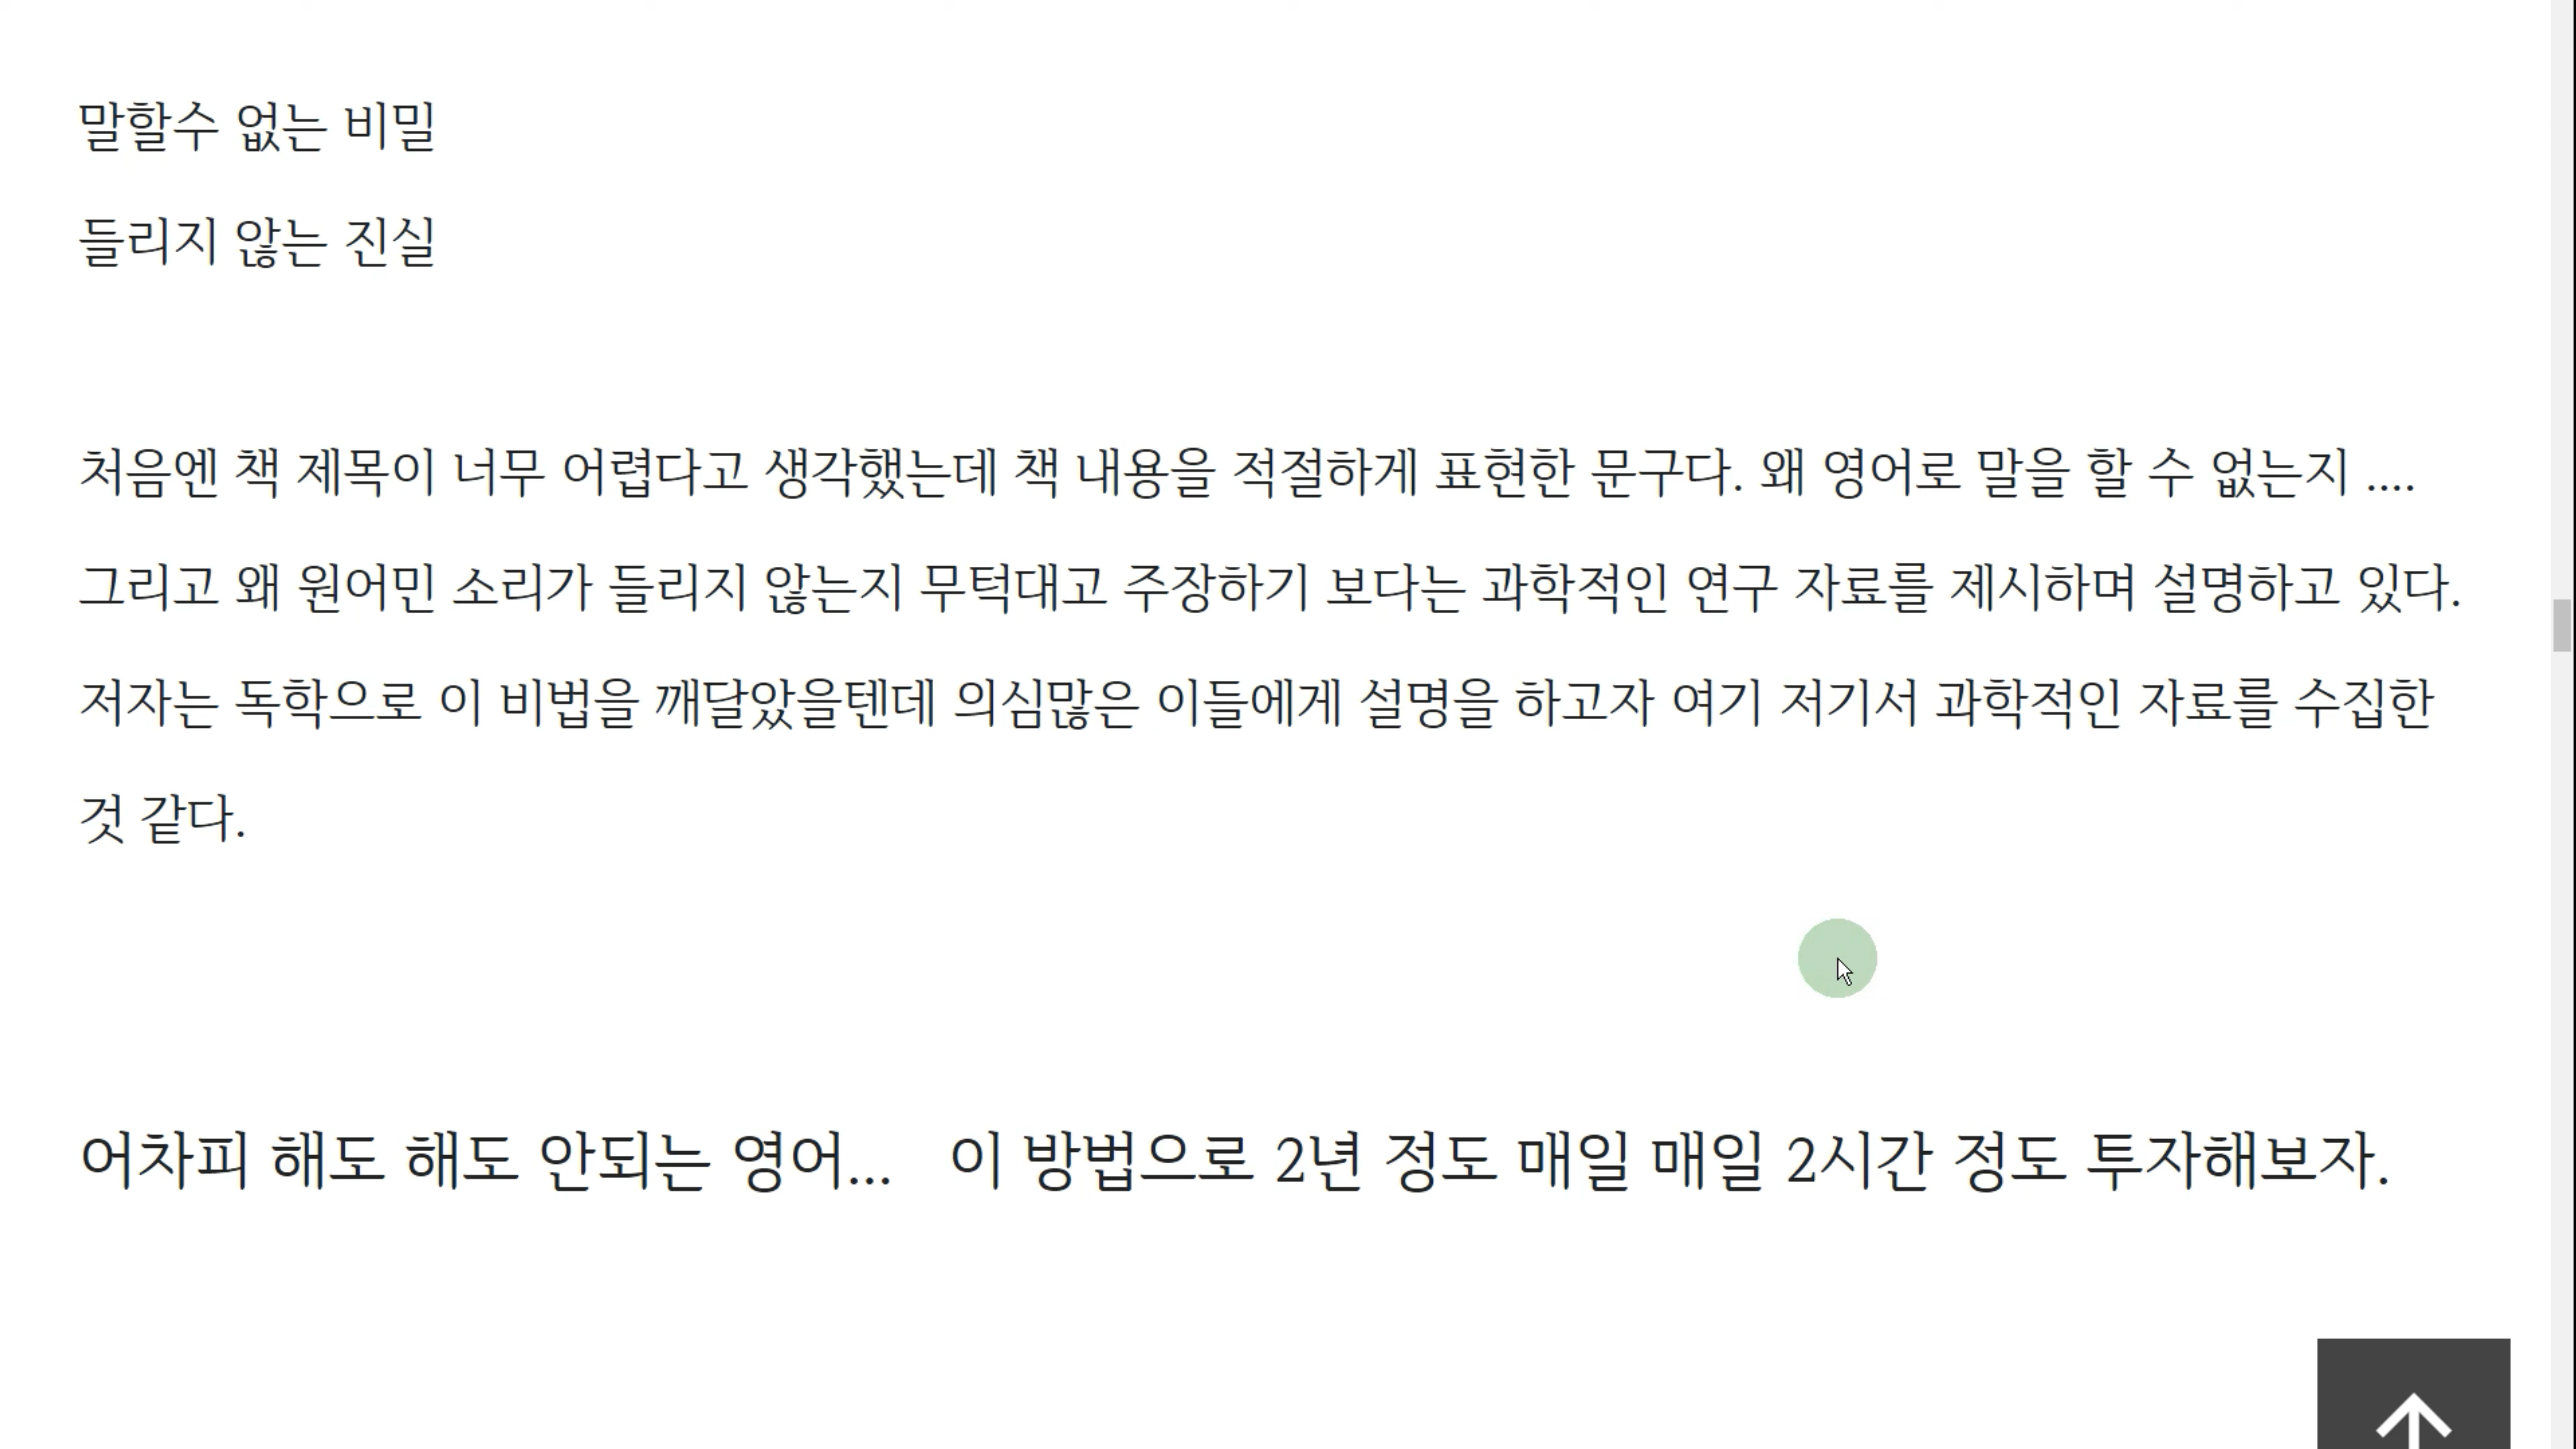 말할수 없는 비밀
들리지 않는 진실
처음엔 책 제목이 너무 어렵다고 생각했는데 책 내용을 적절하게 표현한 문구다. 왜 영어로 말을 할 수 없는지 ....
그리고 왜 원어민 소리가 들리지 않는지 무턱대고 주장하기 보다는 과학적인 연구 자료를 제시하며 설명하고 있다.
저자는 독학으로 이 비법을 깨달았을텐데 의심많은 이들에게 설명을 하고자 여기 저기서 과학적인 자료를 수집한
것 같다.
어차피 해도 해도 안되는 영어... 이 방법으로 2년 정도 매일 매일 2시간 정도 투자해보자.